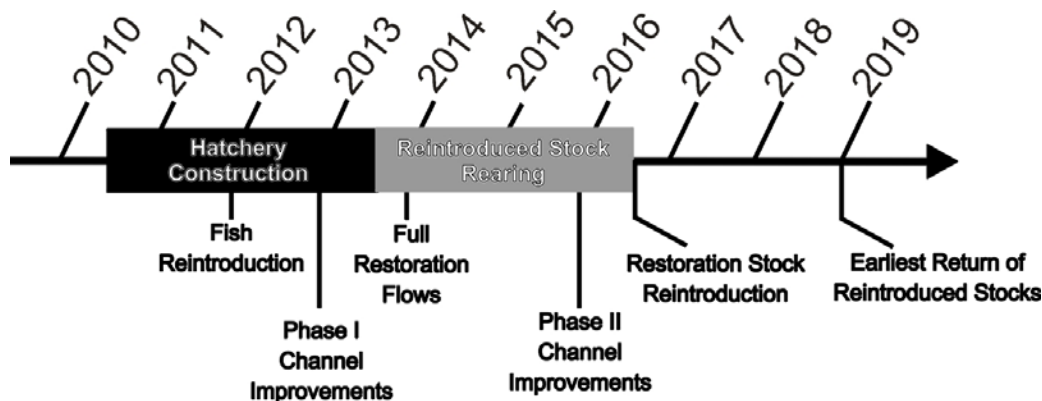 2010
2011
2012
2013
2014
2015
2016
2017
2018
2019
Hatchery
Construction
Reintroduced Stock
Rearing
Fish
Reintroduction
Phase I
Channel
Improvements
Full
Restoration
Flows
Phase II
Channel
Improvements
Restoration Stock
Reintroduction
Earliest Return of
Reintroduced Stocks